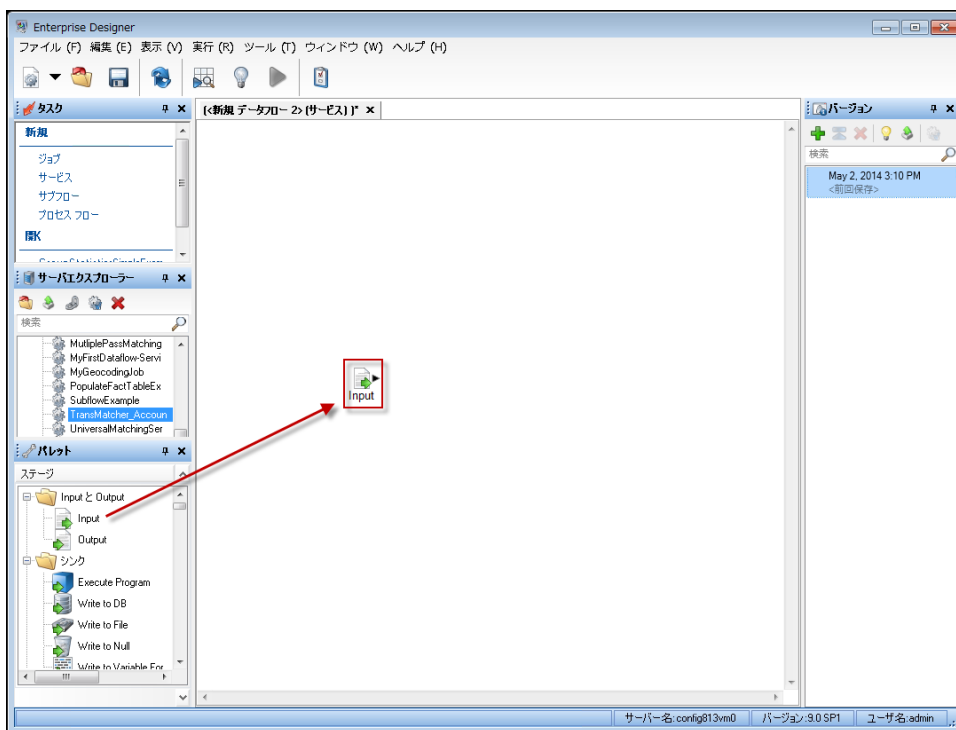 Enterprise Designer
ファイル (F) 編集 (E) 表示 (V) 実行 (R) ツール (T) ウィンドウ (W) ヘルプ (H)
タスク
新規
ジョブ
サービス
サブフロー
プロセス フロー
開K
(<新規 データフロー 2> (サービス) )*
バージョン
検索
May 2, 2014 3:10 PM
<前回保存>
サーバエクスプローラー
検索
MutliplePassMatching
MyFirstDataflow-Servi
MyGeocodingJob
PopulateFactTableEx
SubflowExample
TransMatcher_Accoun
UniversalMatchingSer
Input
パレット
ステージ
Input と Output
Input
Output
シンク
Execute Program
Write to DB
Write to File
Write to Null
Write to Variable For
サーバー名: config813vm0 バージョン:9.0 SP1 ユーザ名:admin